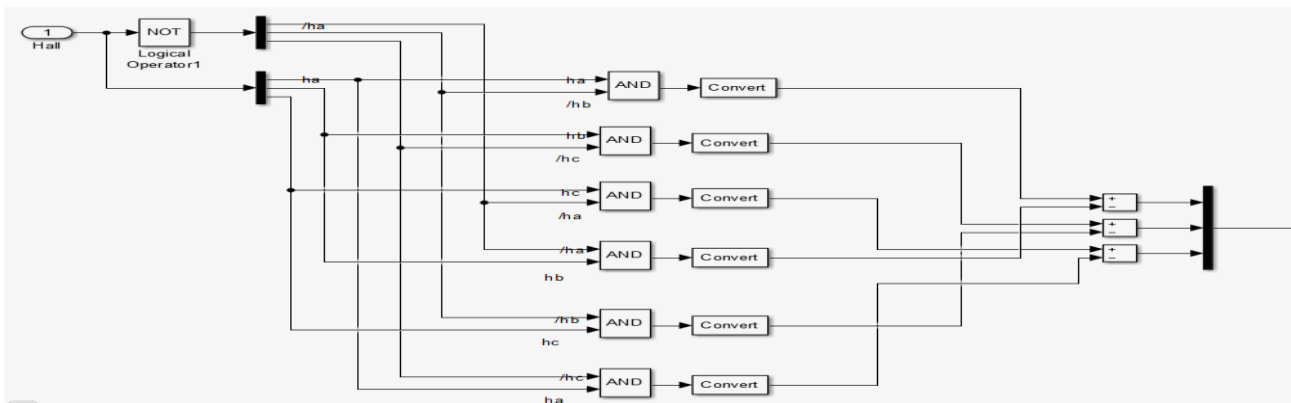 1
Hall
NOT
Logical
Operator1
/ha
ha
ha
/hb
AND
Convert
hb
/hc
AND
Convert
hc
/ha
AND
Convert
/ha
hb
AND
Convert
/hb
hc
AND
Convert
/hc
ha
AND
Convert
+
−
+
−
+
−